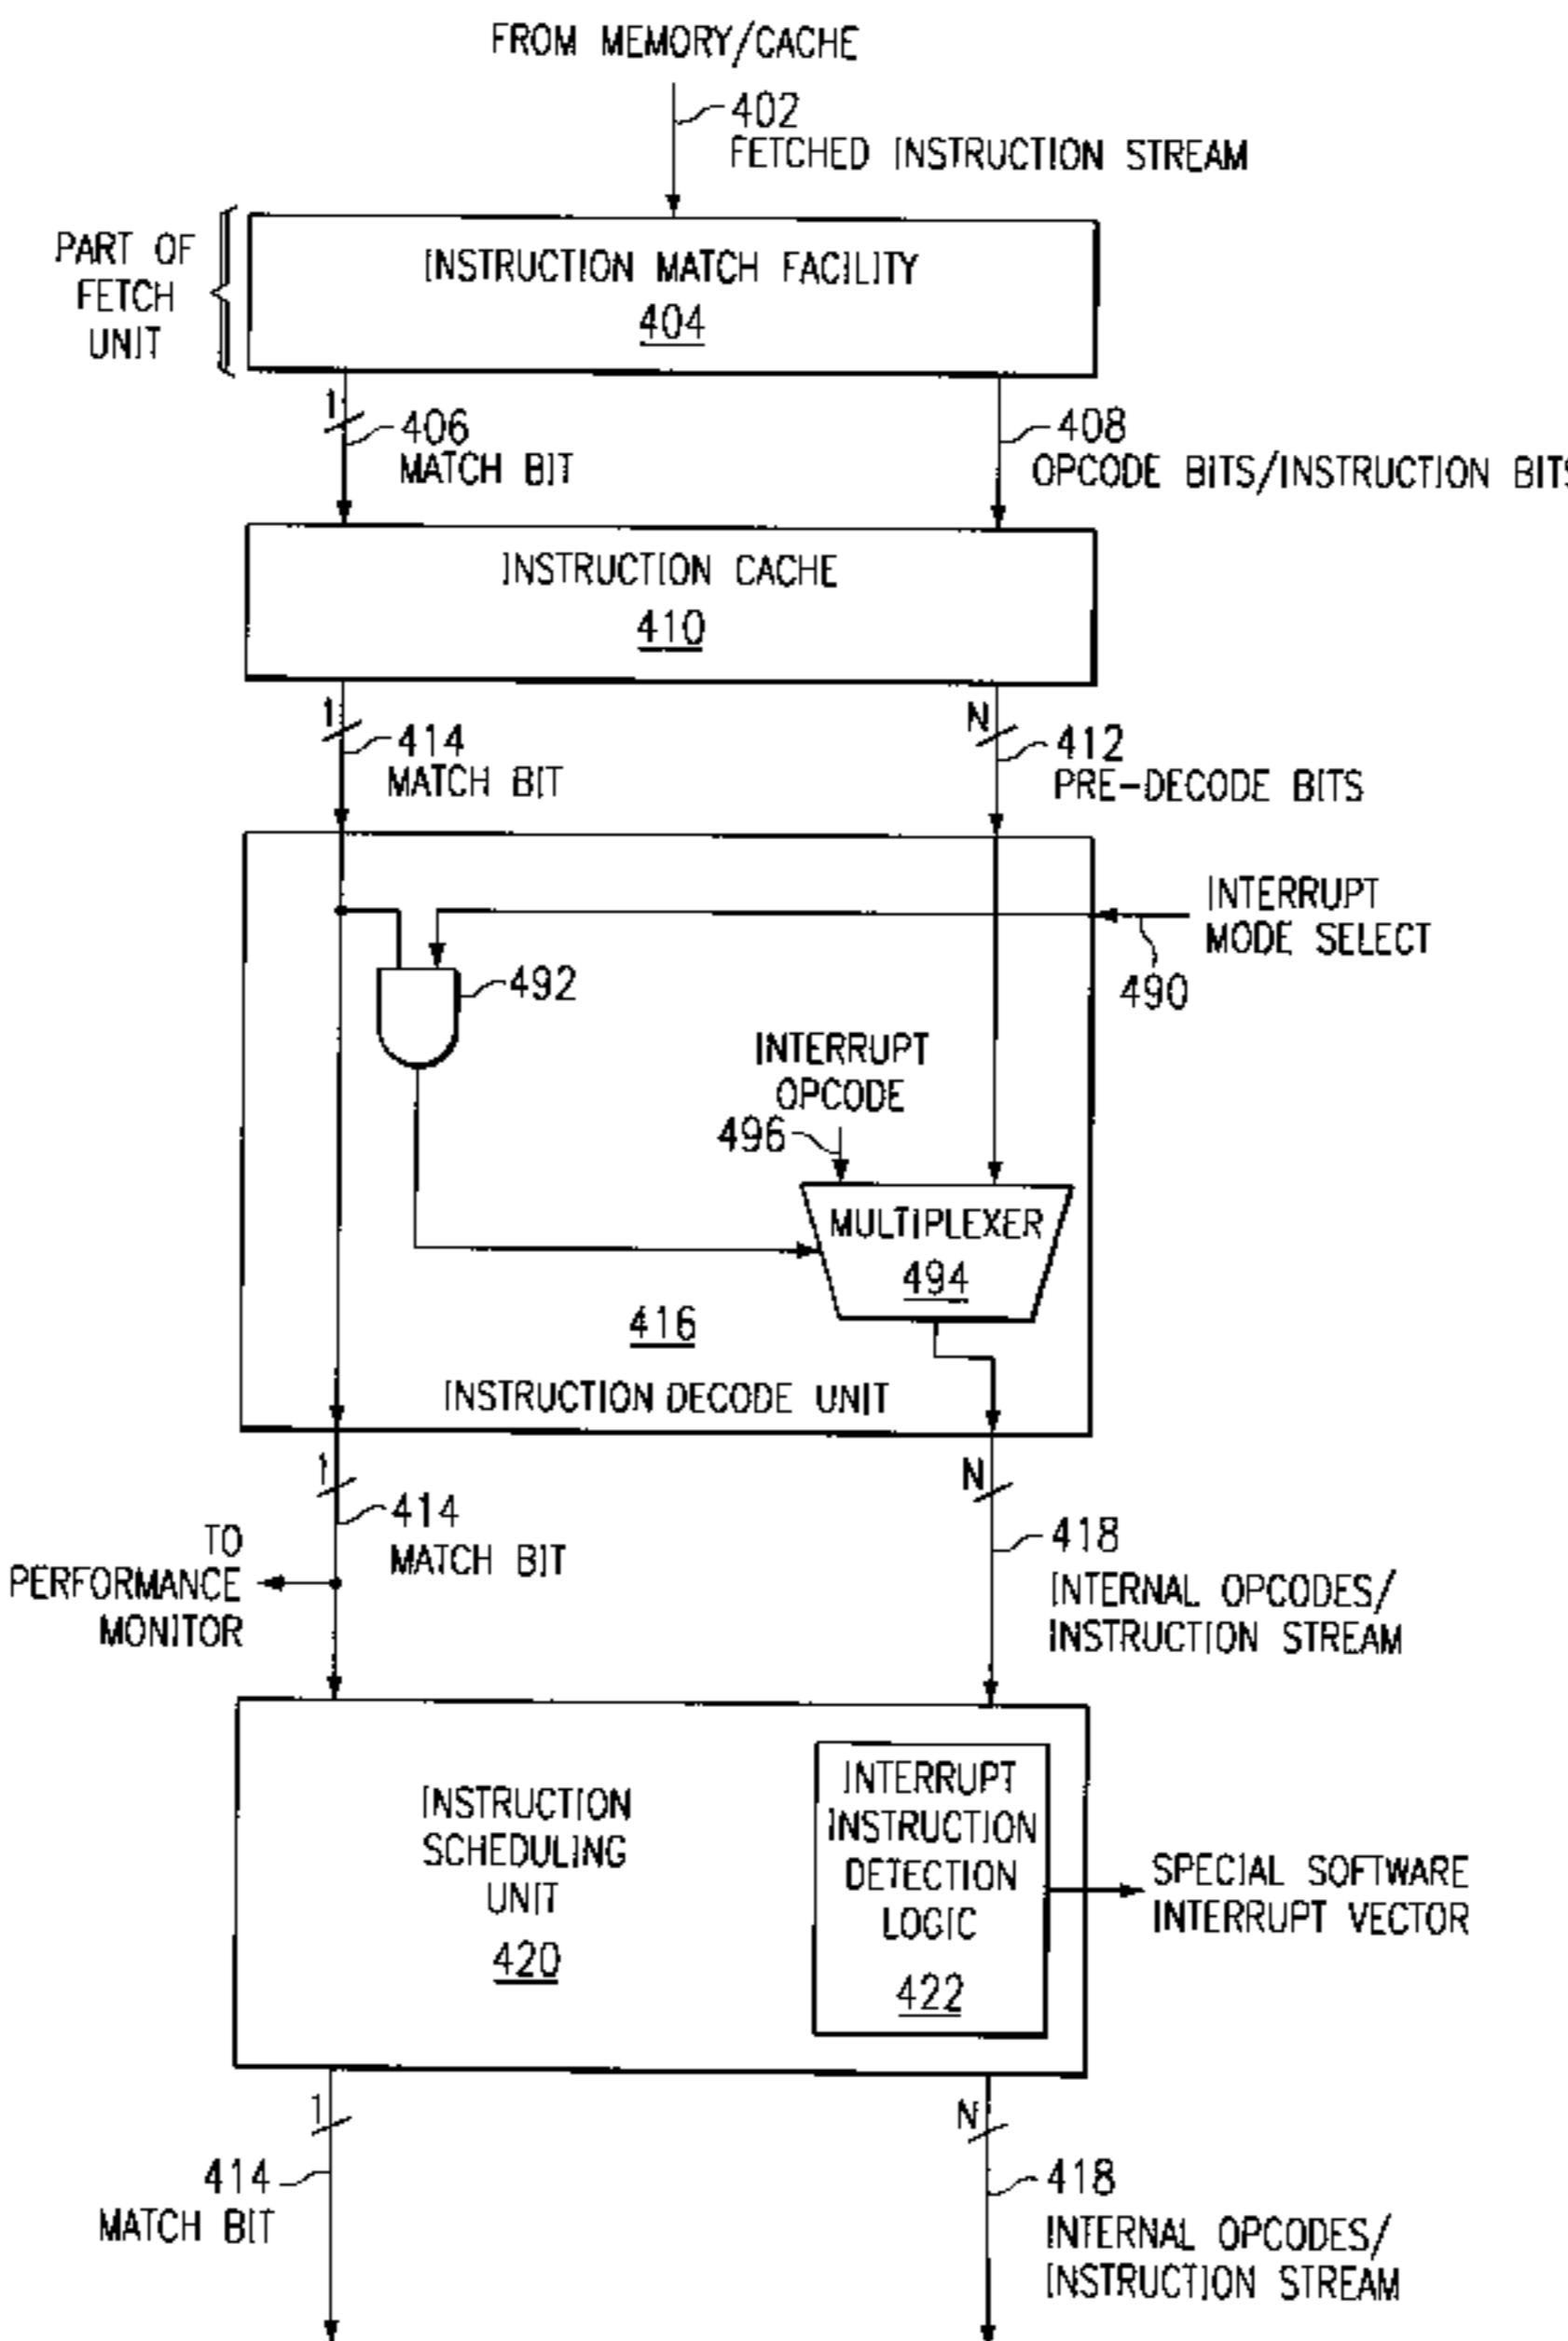 FROM MEMORY/CACHE
402
FETCHED INSTRUCTION STREAM
PART OF
FETCH
UNIT
INSTRUCTION MATCH FACILITY
404
1
406
MATCH BIT
408
OPCODE BITS/INSTRUCTION BITS
INSTRUCTION CACHE
410
1
414
MATCH BIT
N
412
PRE-DECODE BITS
INTERRUPT
MODE SELECT
490
492
INTERRUPT
OPCODE
496
MULTIPLEXER
494
416
INSTRUCTION DECODE UNIT
1
414
MATCH BIT
N
418
INTERNAL OPCODES/
INSTRUCTION STREAM
TO
PERFORMANCE
MONITOR
INSTRUCTION
SCHEDULING
UNIT
420
INTERRUPT
INSTRUCTION
DETECTION
LOGIC
422
SPECIAL SOFTWARE
INTERRUPT VECTOR
1
414
MATCH BIT
N
418
INTERNAL OPCODES/
INSTRUCTION STREAM